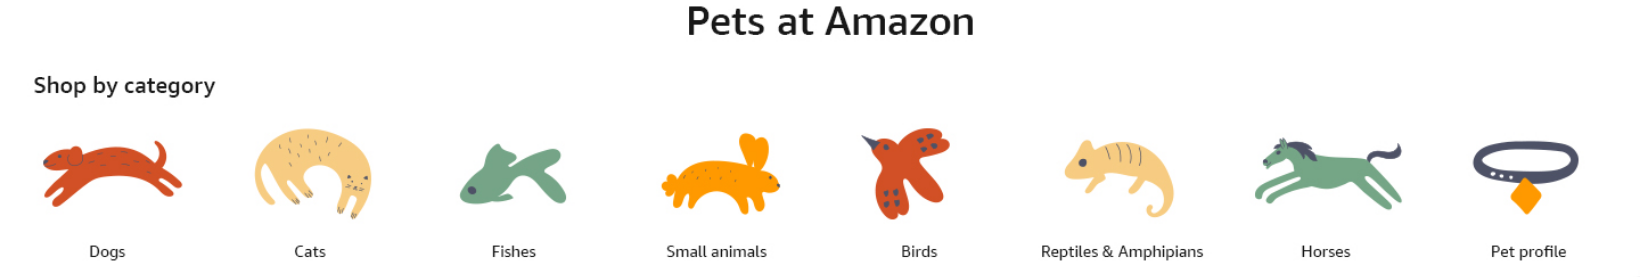 Pets at Amazon
Shop by category
Dogs
Cats
Fishes
Small animals
Birds
Reptiles & Amphipians
Horses
Pet profile